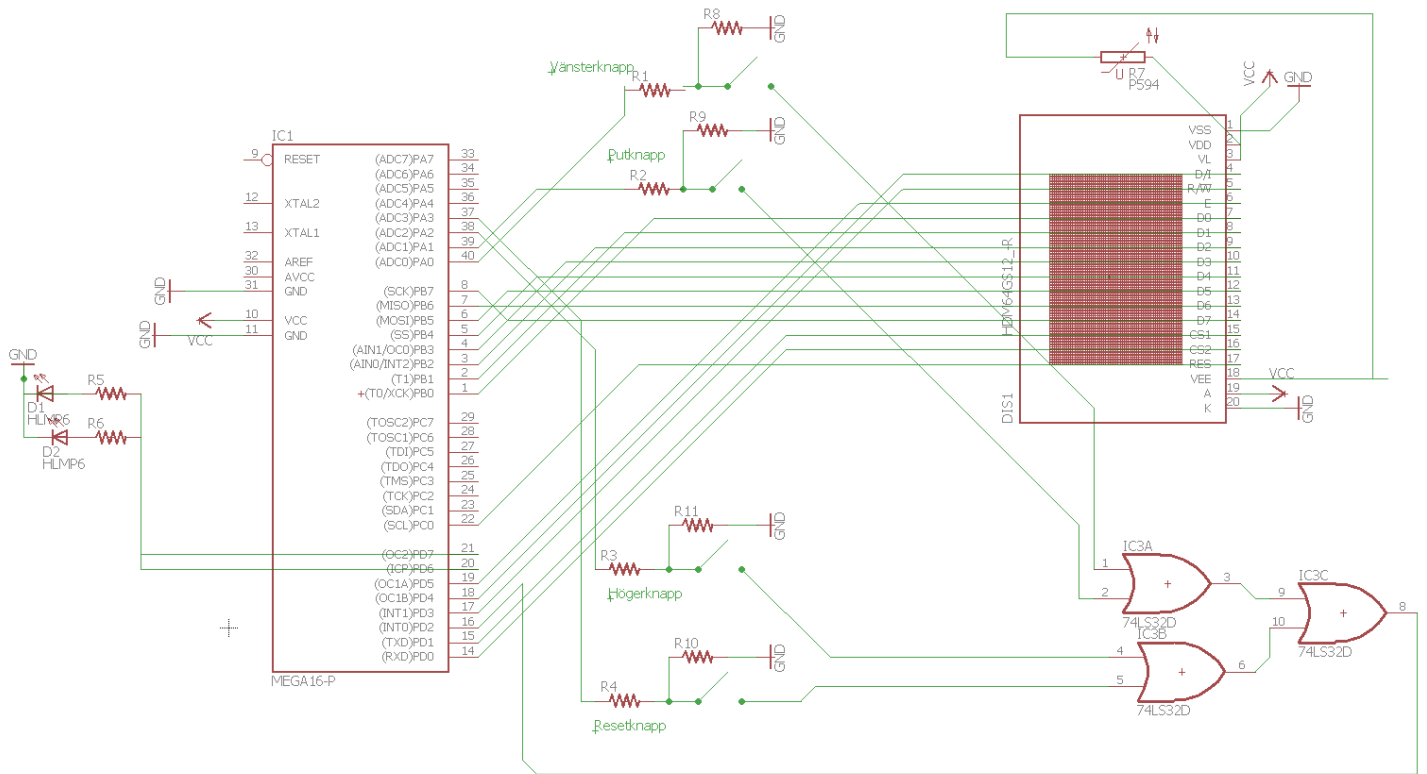 R8
GND
Vänsterknapp
R1
R9
GND
Putknapp
R2
R7
P594
VCC
GND
IC1
9 RESET
12 XTAL2
13 XTAL1
32 AREF
30 AVCC
31 GND
10 VCC
11 GND
(ADC7)PA7 33
(ADC6)PA6 34
(ADC5)PA5 35
(ADC4)PA4 36
(ADC3)PA3 37
(ADC2)PA2 38
(ADC1)PA1 39
(ADC0)PA0 40
(SCK)PB7 8
(MISO)PB6 7
(MOSI)PB5 6
(SS)PB4 5
(AIN1/OC0)PB3 4
(AIN0/INT2)PB2 3
(T1)PB1 2
(T0/XCK)PB0 1
(TOSC2)PC7 29
(TOSC1)PC6 28
(TDI)PC5 27
(TDO)PC4 26
(TMS)PC3 25
(TCK)PC2 24
(SDA)PC1 23
(SCL)PC0 22
(OC2)PD7 21
(ICP)PD6 20
(OC1A)PD5 19
(OC1B)PD4 18
(INT1)PD3 17
(INT0)PD2 16
(TXD)PD1 15
(RXD)PD0 14
MEGA16-P
GND
VCC
GND
GND
R5
D1
HLMP6
R6
D2
HLMP6
VSS 1
VDD 2
VL 3
D/I 4
R/W 5
E 6
D0 7
D1 8
D2 9
D3 10
D4 11
D5 12
D6 13
D7 14
CS1 15
CS2 16
RES 17
VEE 18
A 19
K 20
DIS1
VCC
GND
R11
GND
R3
Högerknapp
R10
GND
R4
Resetknapp
IC3A
1
2
3
74LS32D
IC3B
4
5
6
74LS32D
IC3C
9
10
8
74LS32D